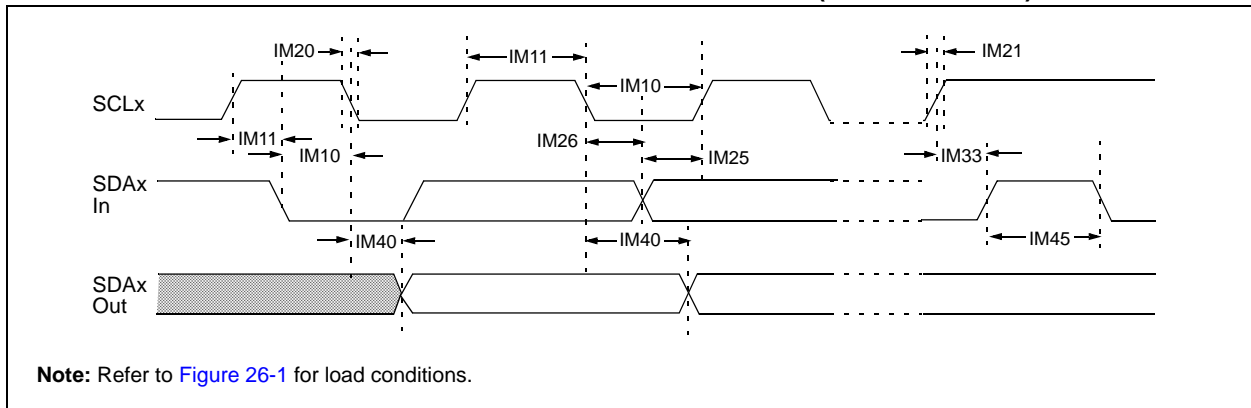 IM20
IM11
IM21
IM10
SCLx
IM11
IM10
IM26
IM25
IM33
SDAx
In
IM40
IM40
IM45
SDAx
Out
Note: Refer to Figure 26-1 for load conditions.